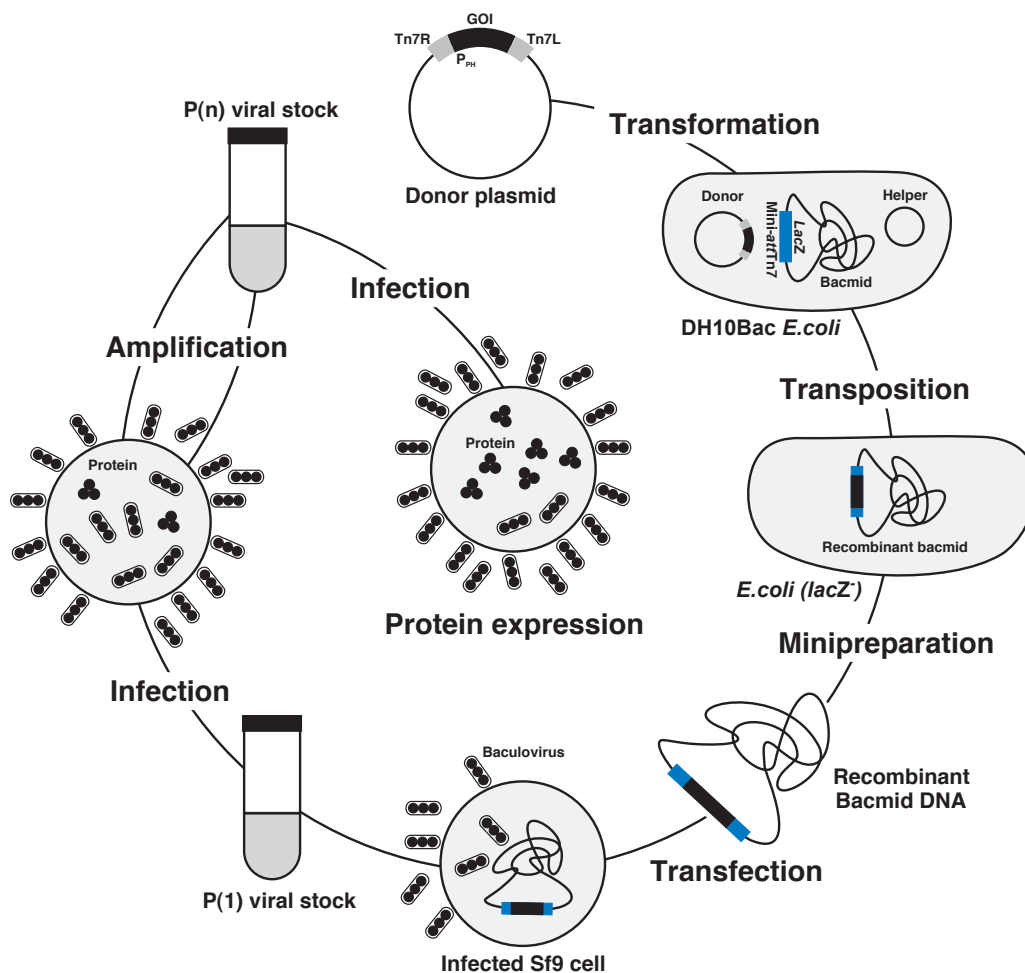 GOI
Tn7R
Tn7L
PPH
Donor plasmid
Transformation
Donor
LacZ
Mini-attTn7
Bacmid
Helper
DH10Bac E.coli
Transposition
Recombinant bacmid
E.coli (lacZ-)
Minipreparation
Recombinant
Bacmid DNA
Transfection
Baculovirus
Infected Sf9 cell
P(1) viral stock
Infection
Protein
Amplification
P(n) viral stock
Infection
Protein
Protein expression